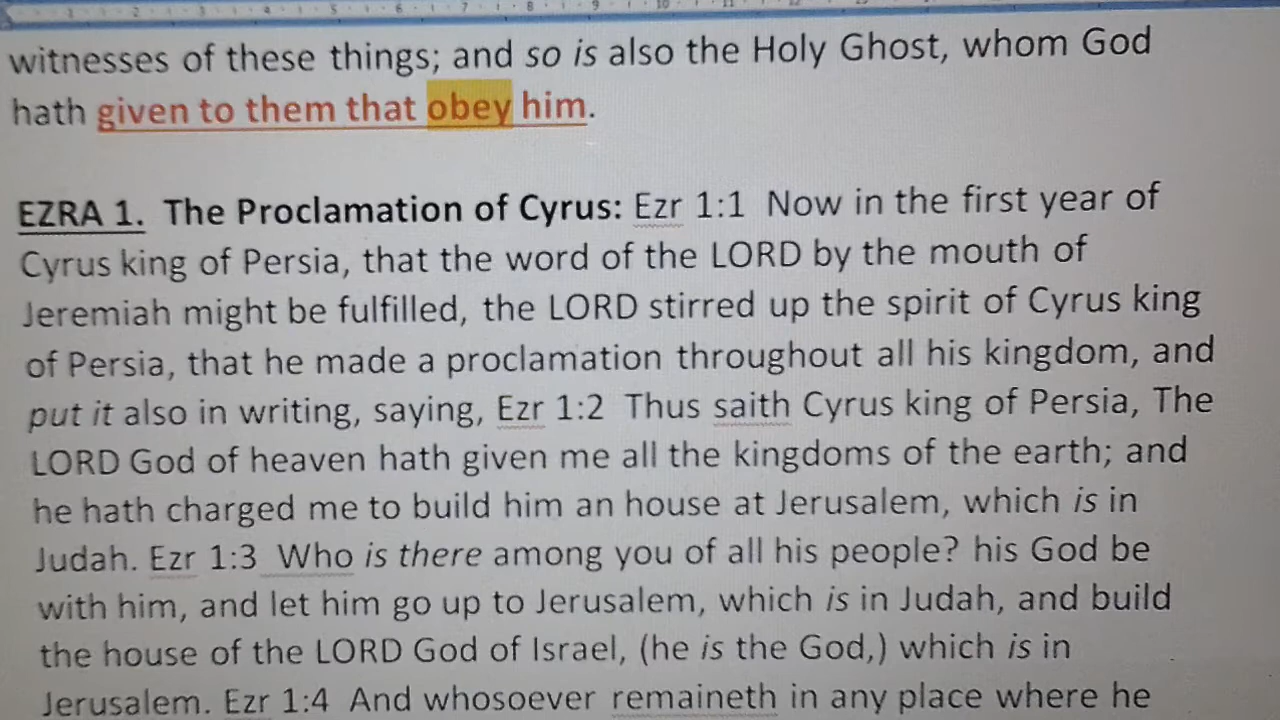 witnesses of these things; and so is also the Holy Ghost, whom God
hath given to them that obey him.
EZRA 1. The Proclamation of Cyrus: Ezr 1:1 Now in the first year of
Cyrus king of Persia, that the word of the LORD by the mouth of
Jeremiah might be fulfilled, the LORD stirred up the spirit of Cyrus king
of Persia, that he made a proclamation throughout all his kingdom, and
put it also in writing, saying, Ezr 1:2 Thus saith Cyrus king of Persia, The
LORD God of heaven hath given me all the kingdoms of the earth; and
he hath charged me to build him an house at Jerusalem, which is in
Judah. Ezr 1:3 Who is there among you of all his people? his God be
with him, and let him go up to Jerusalem, which is in Judah, and build
the house of the LORD God of Israel, (he is the God,) which is in
Jerusalem. Ezr 1:4 And whosoever remaineth in any place where he